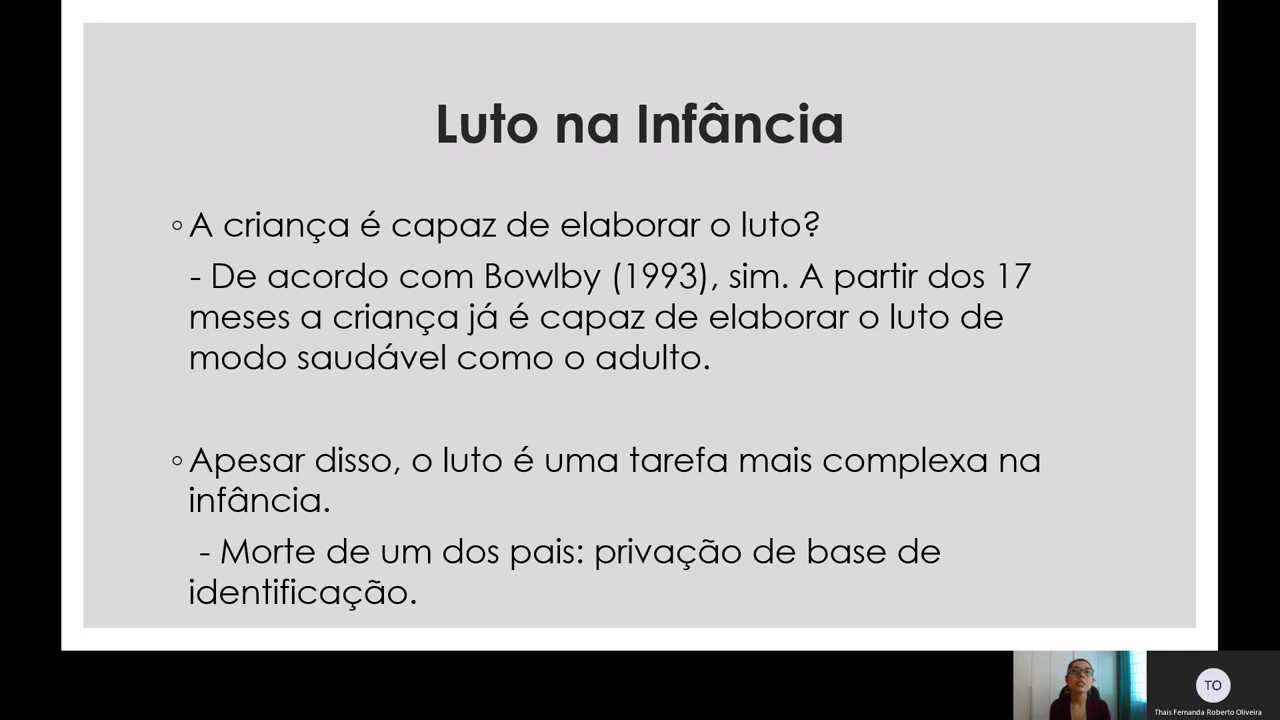 Luto na Infância
◦A criança é capaz de elaborar o luto?
- De acordo com Bowlby (1993), sim. A partir dos 17
meses a criança já é capaz de elaborar o luto de
modo saudável como o adulto.
◦Apesar disso, o luto é uma tarefa mais complexa na
infância.
- Morte de um dos pais: privação de base de
identificação.
TO
Thais Fernanda Roberto Oliveira